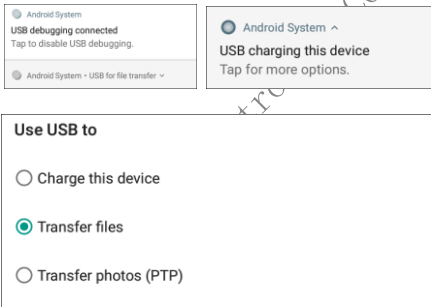 Android System
USB debugging connected
Tap to disable USB debugging.
Android System • USB for file transfer
Android System
USB charging this device
Tap for more options.
Use USB to
Charge this device
Transfer files
Transfer photos (PTP)